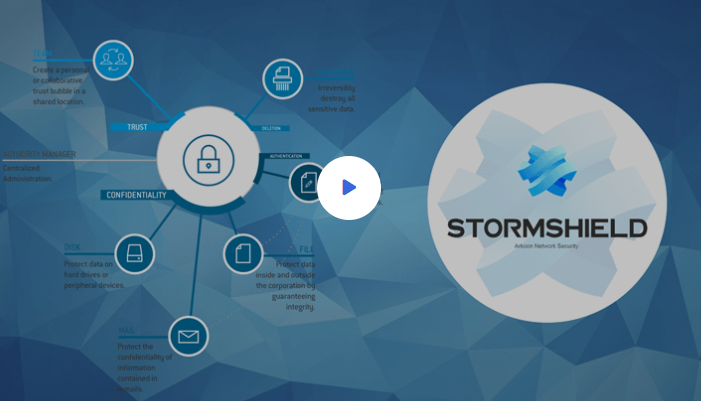 TEAM
Create a personal
or collaborative
trust bubble in a
shared location.
Irreversibly
destroy all
sensitive data.
TRUST
DELETION
AUTHENTICATION
AUTHORITY MANAGER
Centralized
Administration.
CONFIDENTIALITY
DISK
Protect data on
hard drives or
peripheral devices.
FILE
Protect data
inside and outside
the corporation by
guaranteeing
integrity.
MAIL
Protect the
confidentiality of
information
contained in
emails.
STORMSHIELD
Arkoon Network Security